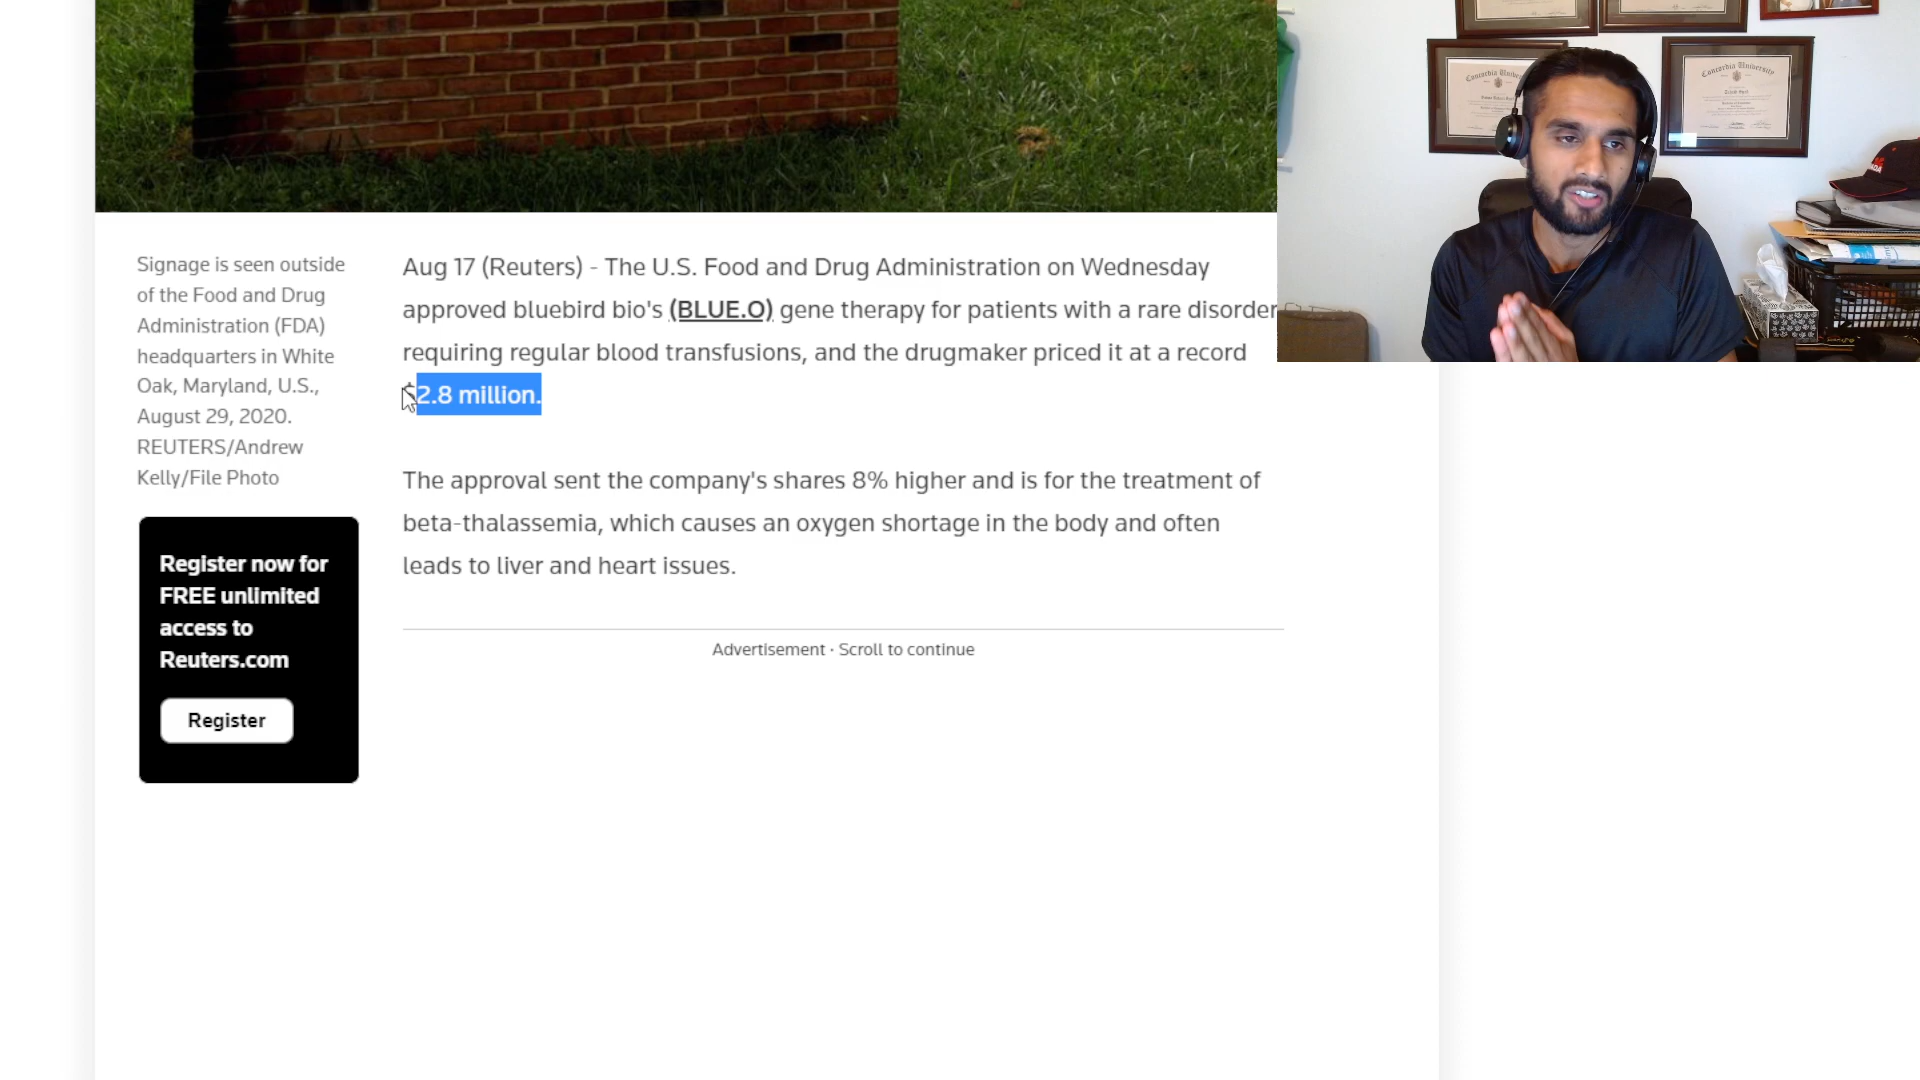 Signage is seen outside
of the Food and Drug
Administration (FDA)
headquarters in White
Oak, Maryland, U.S.,
August 29, 2020.
REUTERS/Andrew
Kelly/File Photo
Register now for
FREE unlimited
access to
Reuters.com
Register
Aug 17 (Reuters) - The U.S. Food and Drug Administration on Wednesday
approved bluebird bio's (BLUE.O) gene therapy for patients with a rare disorder
requiring regular blood transfusions, and the drugmaker priced it at a record
$2.8 million.
The approval sent the company's shares 8% higher and is for the treatment of
beta-thalassemia, which causes an oxygen shortage in the body and often
leads to liver and heart issues.
Advertisement · Scroll to continue
Concordia University